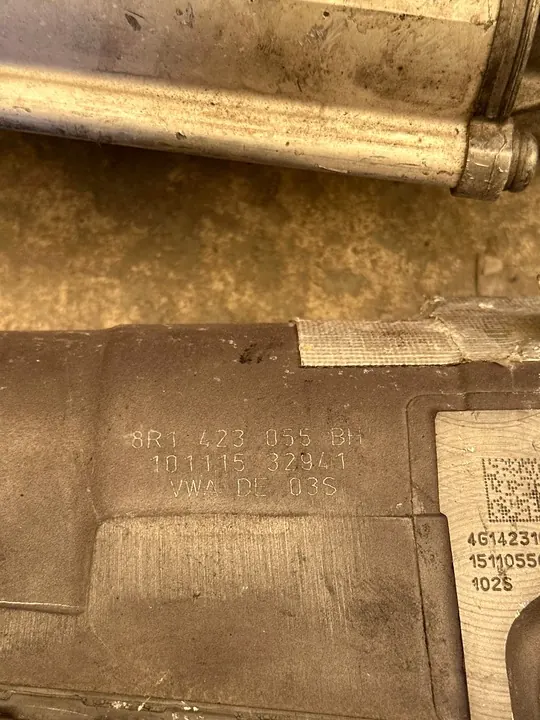 8R1 423 055 BH
101115 32941
VWA DE 03S
4G14231
1511055
102S